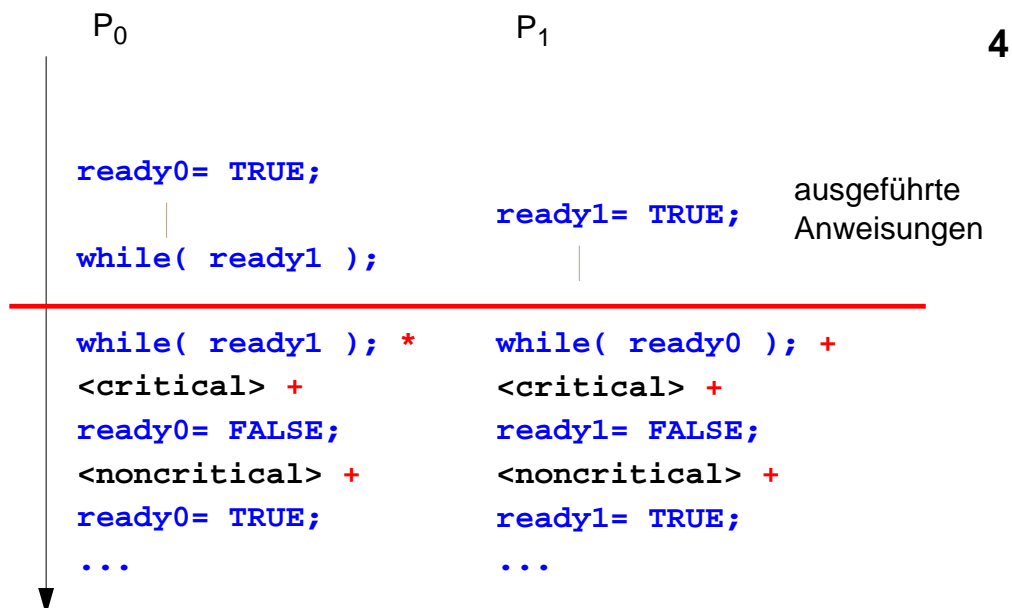 P0 P1
4
ready0= TRUE;
ready1= TRUE;
ausgeführte
Anweisungen
while( ready1 );
while( ready1 ); * while( ready0 ); +
<critical> + <critical> +
ready0= FALSE; ready1= FALSE;
<noncritical> + <noncritical> +
ready0= TRUE; ready1= TRUE;
... ...